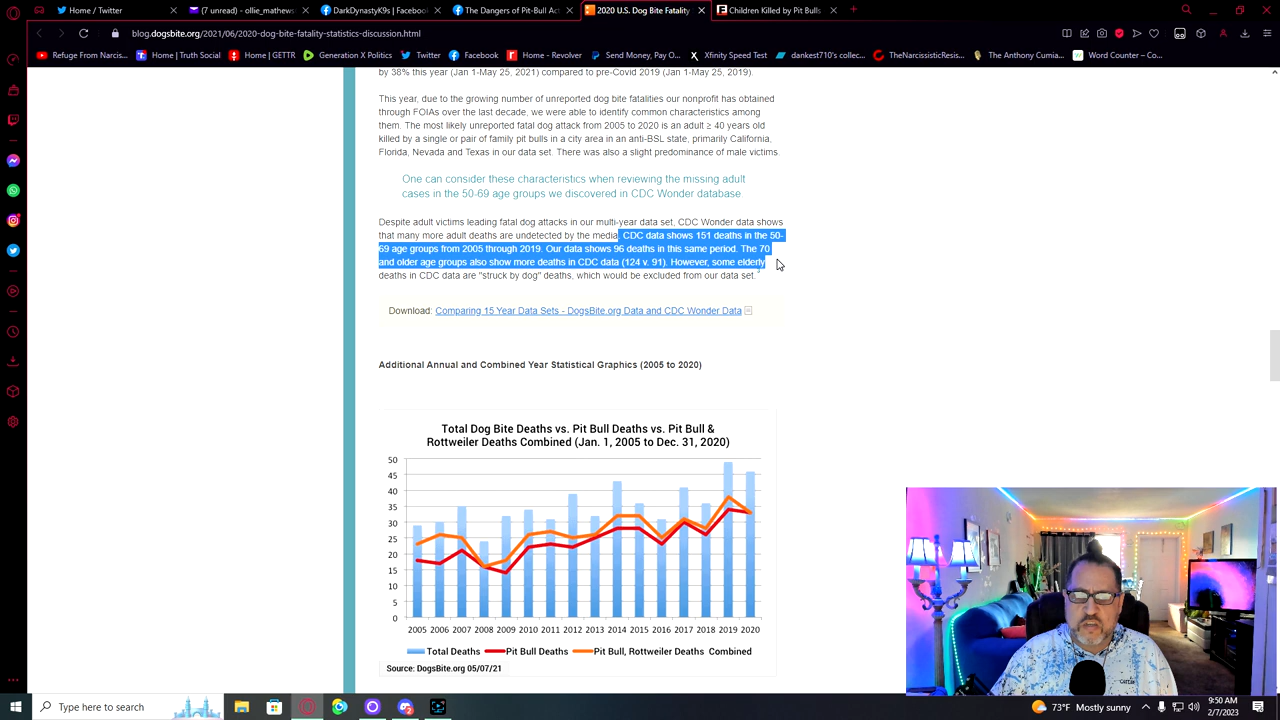 Home / Twitter
(7 unread) - ollie_mathews
DarkDynastyK9s | Facebook
The Dangers of Pit-Bull Act
2020 U.S. Dog Bite Fatality
Children Killed by Pit Bulls
blog.dogsbite.org/2021/06/2020-dog-bite-fatality-statistics-discussion.html
Refuge From Narcis...
Home | Truth Social
Home | GETTR
Generation X Politics
Twitter
Facebook
Home - Revolver
Send Money, Pay O...
Xfinity Speed Test
dankest710's collec...
TheNarcissisticResis...
The Anthony Cumia...
Word Counter – Co...
by 38% this year (Jan 1-May 25, 2021) compared to pre-Covid 2019 (Jan 1-May 25, 2019).
This year, due to the growing number of unreported dog bite fatalities our nonprofit has obtained
through FOIAs over the last decade, we were able to identify common characteristics among
them. The most likely unreported fatal dog attack from 2005 to 2020 is an adult ≥ 40 years old
killed by a single or pair of family pit bulls in a city area in an anti-BSL state, primarily California,
Florida, Nevada and Texas in our data set. There was also a slight predominance of male victims.
One can consider these characteristics when reviewing the missing adult
cases in the 50-69 age groups we discovered in CDC Wonder database
Despite adult victims leading fatal dog attacks in our multi-year data set, CDC Wonder data shows
that many more adult deaths are undetected by the media. CDC data shows 151 deaths in the 50-
69 age groups from 2005 through 2019. Our data shows 96 deaths in this same period. The 70
and older age groups also show more deaths in CDC data (124 v. 91). However, some elderly
deaths in CDC data are "struck by dog" deaths, which would be excluded from our data set.
Download: Comparing 15 Year Data Sets - DogsBite.org Data and CDC Wonder Data
Additional Annual and Combined Year Statistical Graphics (2005 to 2020)
Total Dog Bite Deaths vs. Pit Bull Deaths vs. Pit Bull &
Rottweiler Deaths Combined (Jan. 1, 2005 to Dec. 31, 2020)
50
45
40
35
30
25
20
15
10
5
0
2005 2006 2007 2008 2009 2010 2011 2012 2013 2014 2015 2016 2017 2018 2019 2020
Total Deaths Pit Bull Deaths Pit Bull, Rottweiler Deaths Combined
Source: DogsBite.org 05/07/21
Type here to search
73°F Mostly sunny
9:50 AM
2/7/2023